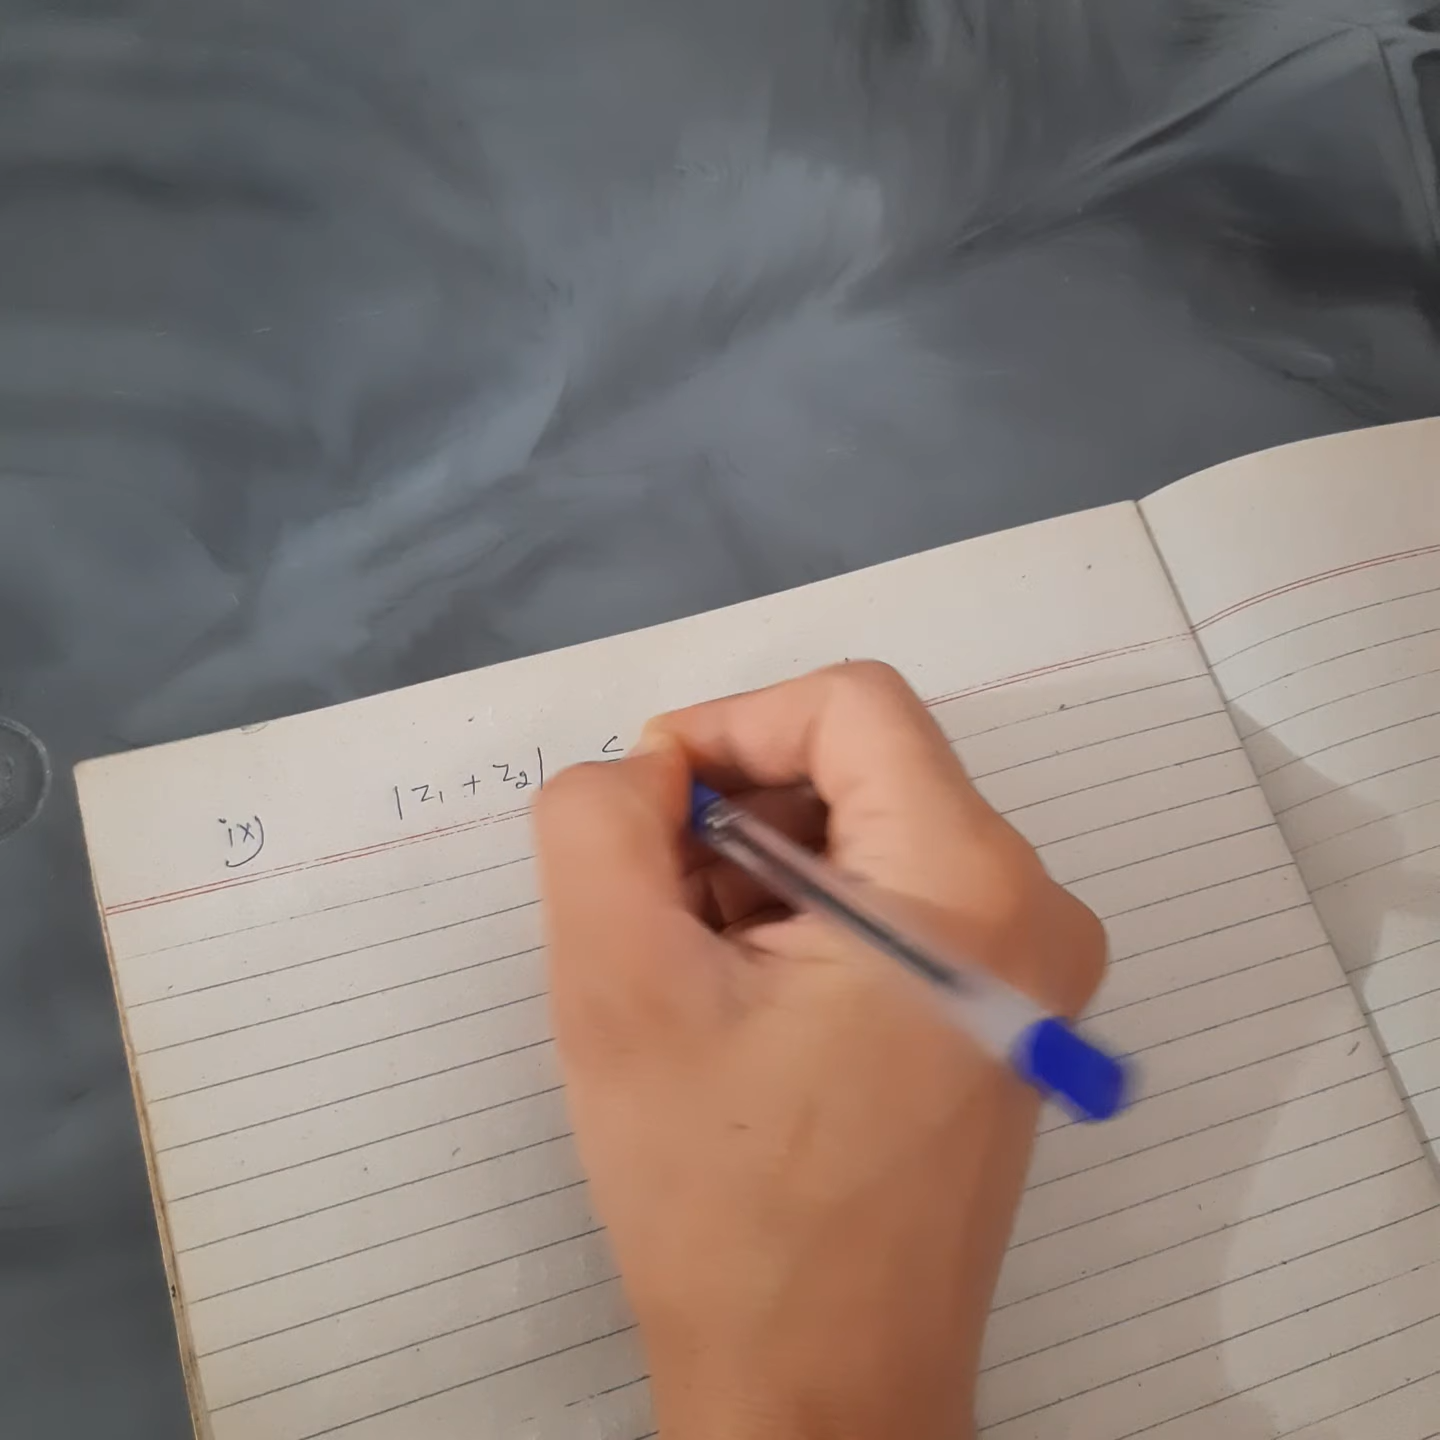 ix) |z₁ + z₂| ≤